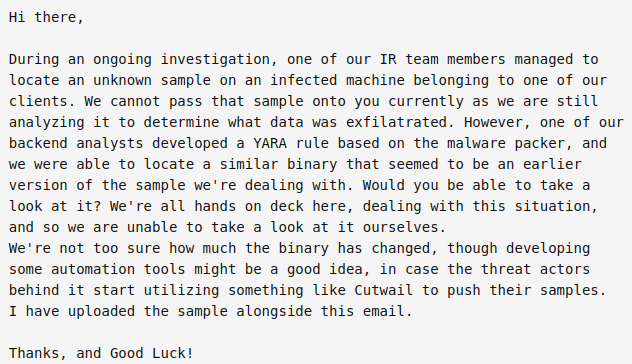 Hi there,
During an ongoing investigation, one of our IR team members managed to
locate an unknown sample on an infected machine belonging to one of our
clients. We cannot pass that sample onto you currently as we are still
analyzing it to determine what data was exfilatrated. However, one of our
backend analysts developed a YARA rule based on the malware packer, and
we were able to locate a similar binary that seemed to be an earlier
version of the sample we're dealing with. Would you be able to take a
look at it? We're all hands on deck here, dealing with this situation,
and so we are unable to take a look at it ourselves.
We're not too sure how much the binary has changed, though developing
some automation tools might be a good idea, in case the threat actors
behind it start utilizing something like Cutwail to push their samples.
I have uploaded the sample alongside this email.
Thanks, and Good Luck!